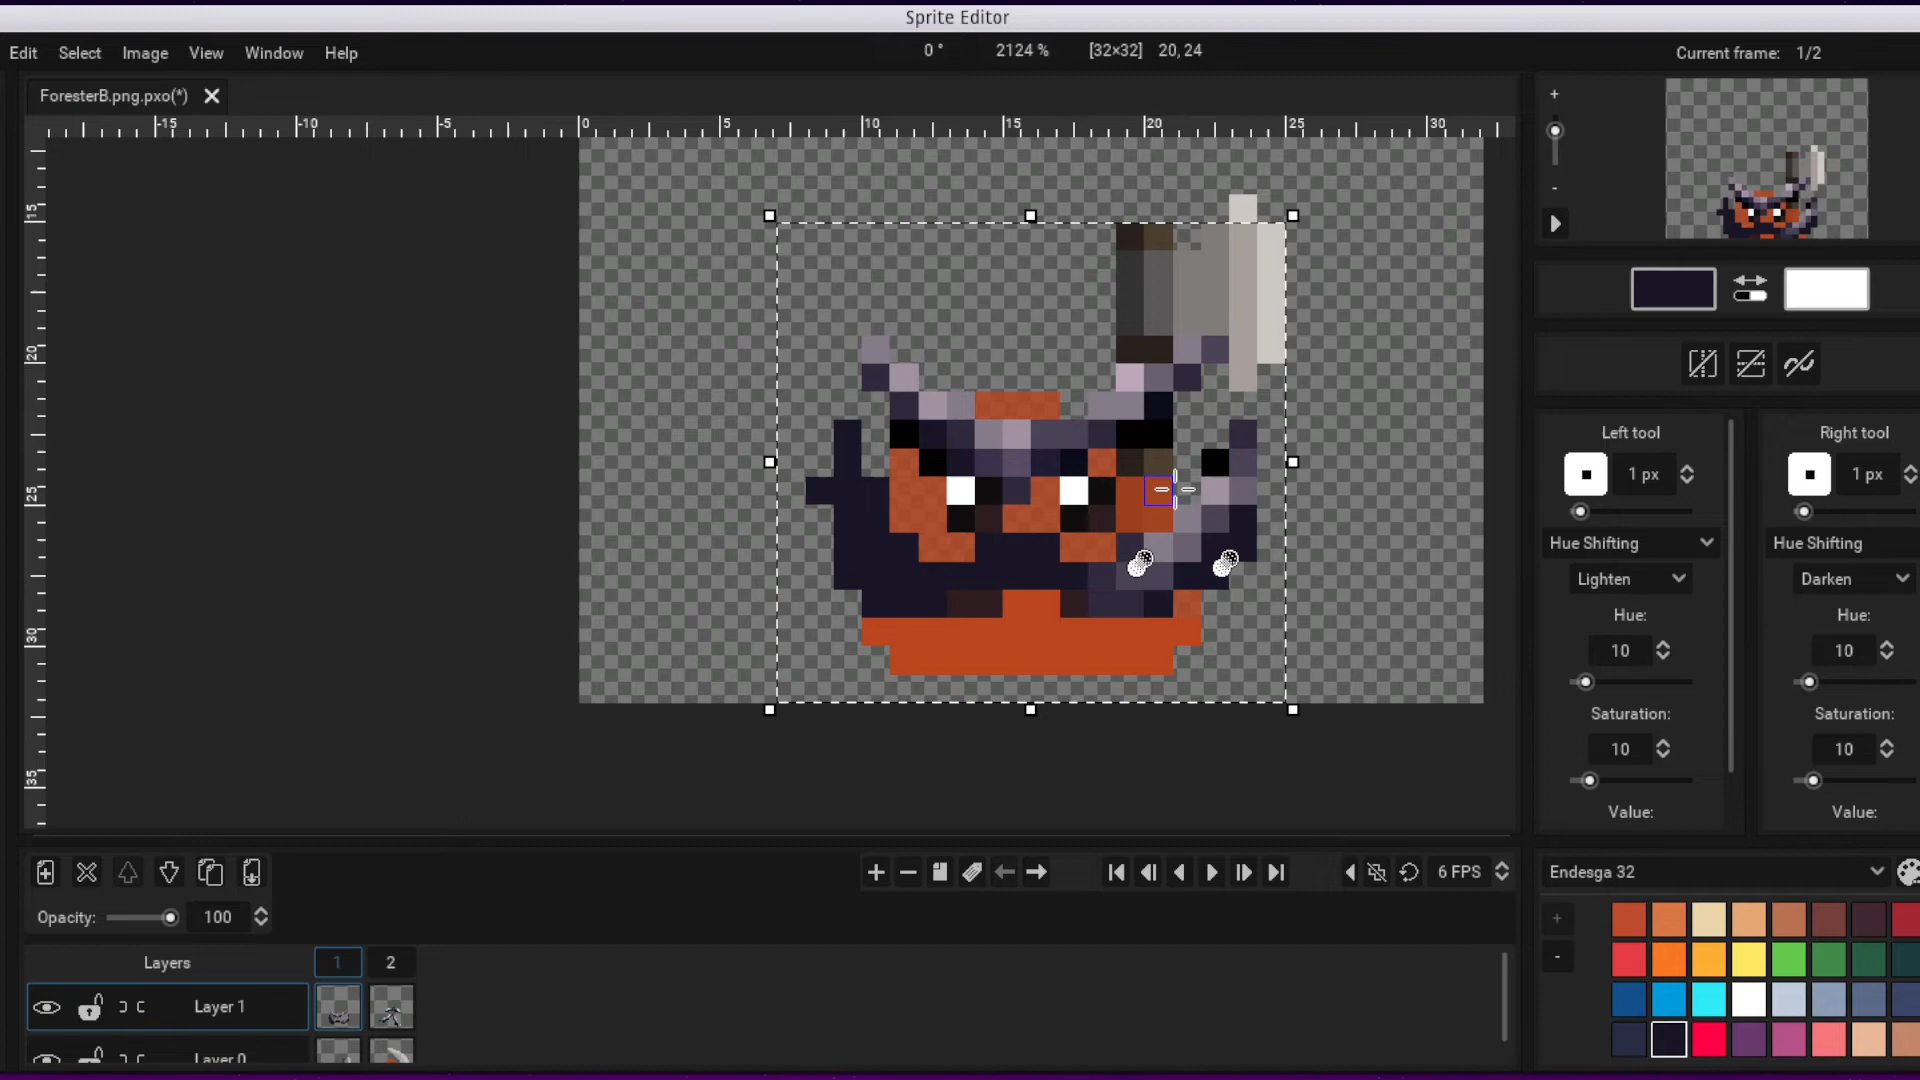 Sprite Editor
Edit Select Image View Window Help
0 ° 2124 % [32×32] 20, 24
Current frame: 1/2
ForesterB.png.pxo(*)
-15 -10 -5 0 5 10 15 20 25 30
15
20
25
30
35
+
-
Left tool Right tool
1 px 1 px
Hue Shifting Hue Shifting
Lighten Darken
Hue: Hue:
10 10
Saturation: Saturation:
10 10
Value: Value:
6 FPS
Endesga 32
Opacity: 100
+
-
Layers 1 2
Layer 1
Layer 0